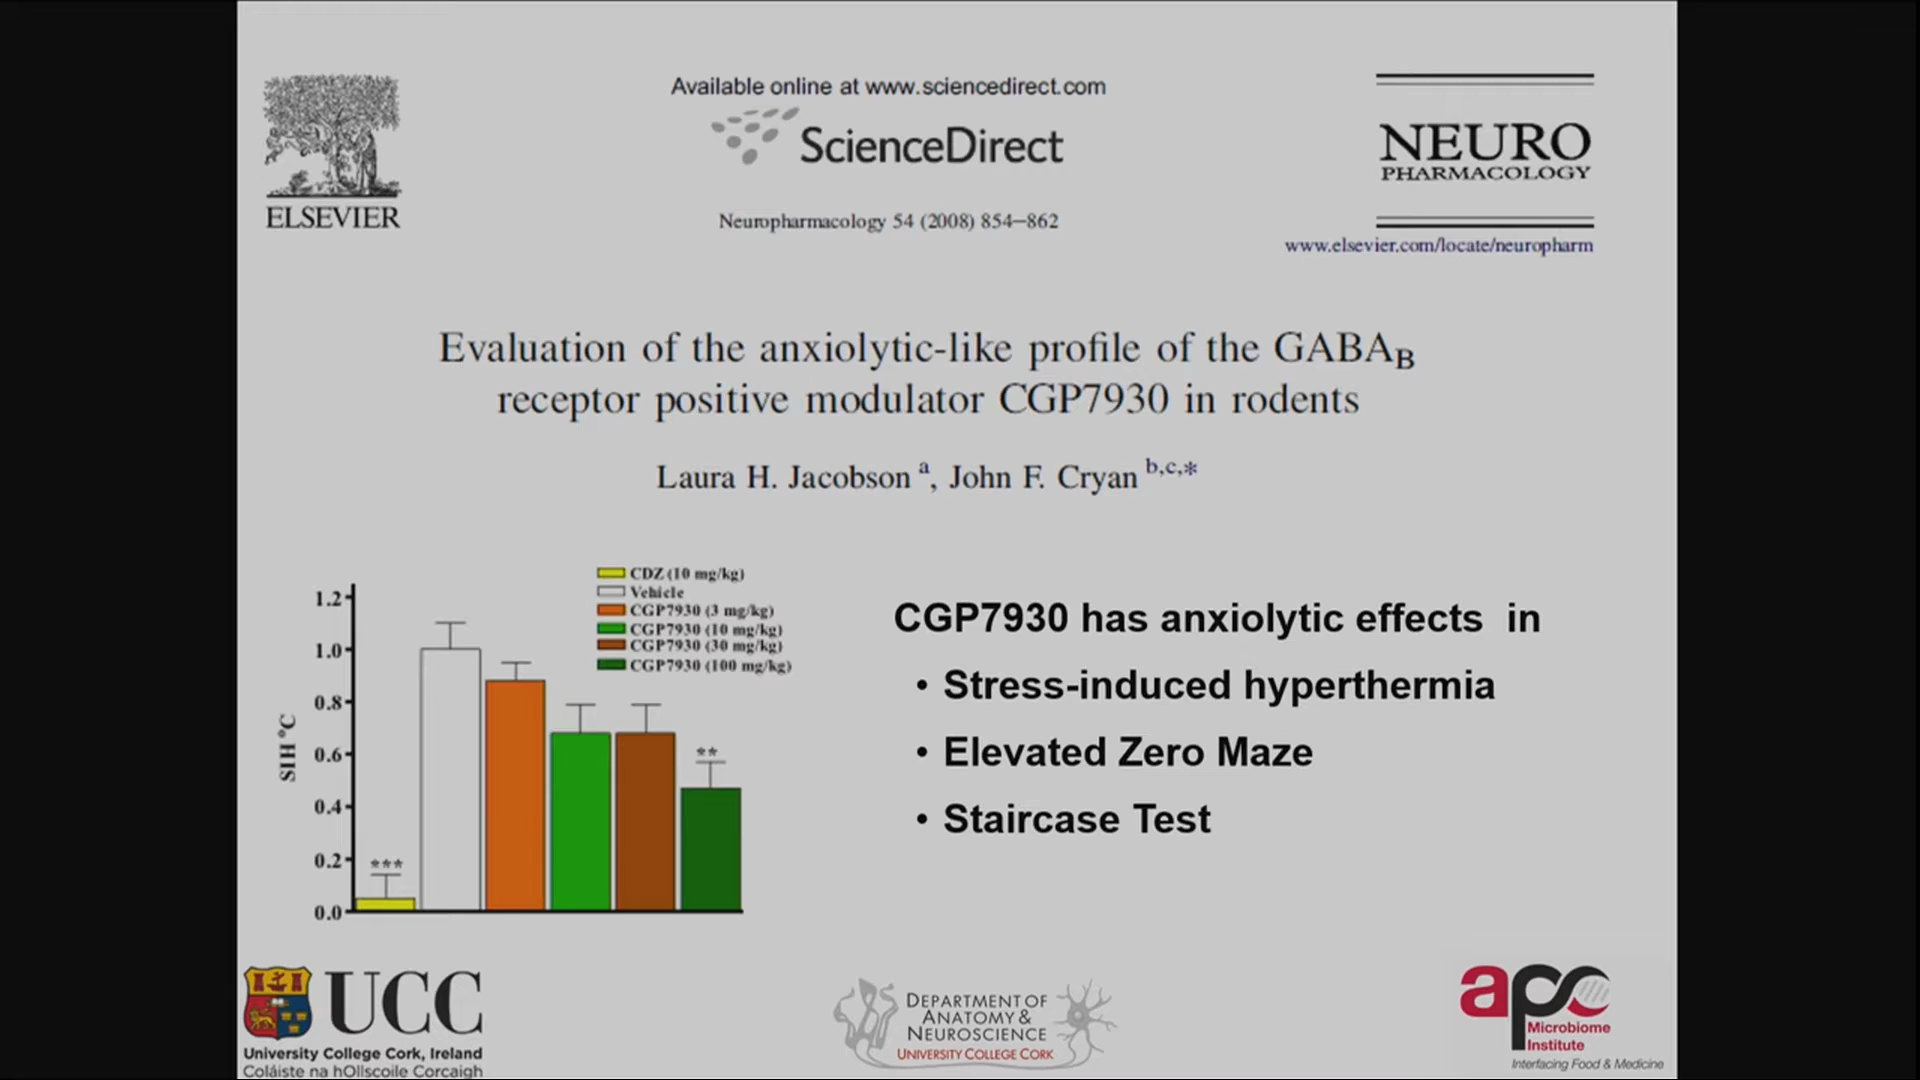 Available online at www.sciencedirect.com
ScienceDirect
ELSEVIER
NEURO
PHARMACOLOGY
Neuropharmacology 54 (2008) 854–862
www.elsevier.com/locate/neuropharm
Evaluation of the anxiolytic-like profile of the GABAB
receptor positive modulator CGP7930 in rodents
Laura H. Jacobson a, John F. Cryan b,c,*
CDZ (10 mg/kg)
Vehicle
CGP7930 (3 mg/kg)
CGP7930 (10 mg/kg)
CGP7930 (30 mg/kg)
CGP7930 (100 mg/kg)
1.2
1.0
0.8
0.6
0.4
0.2
0.0
SIH °C
***
**
CGP7930 has anxiolytic effects in
• Stress-induced hyperthermia
• Elevated Zero Maze
• Staircase Test
UCC
University College Cork, Ireland
Coláiste na hOllscoile Corcaigh
DEPARTMENT OF
ANATOMY &
NEUROSCIENCE
UNIVERSITY COLLEGE CORK
apc
Microbiome
Institute
Interfacing Food & Medicine